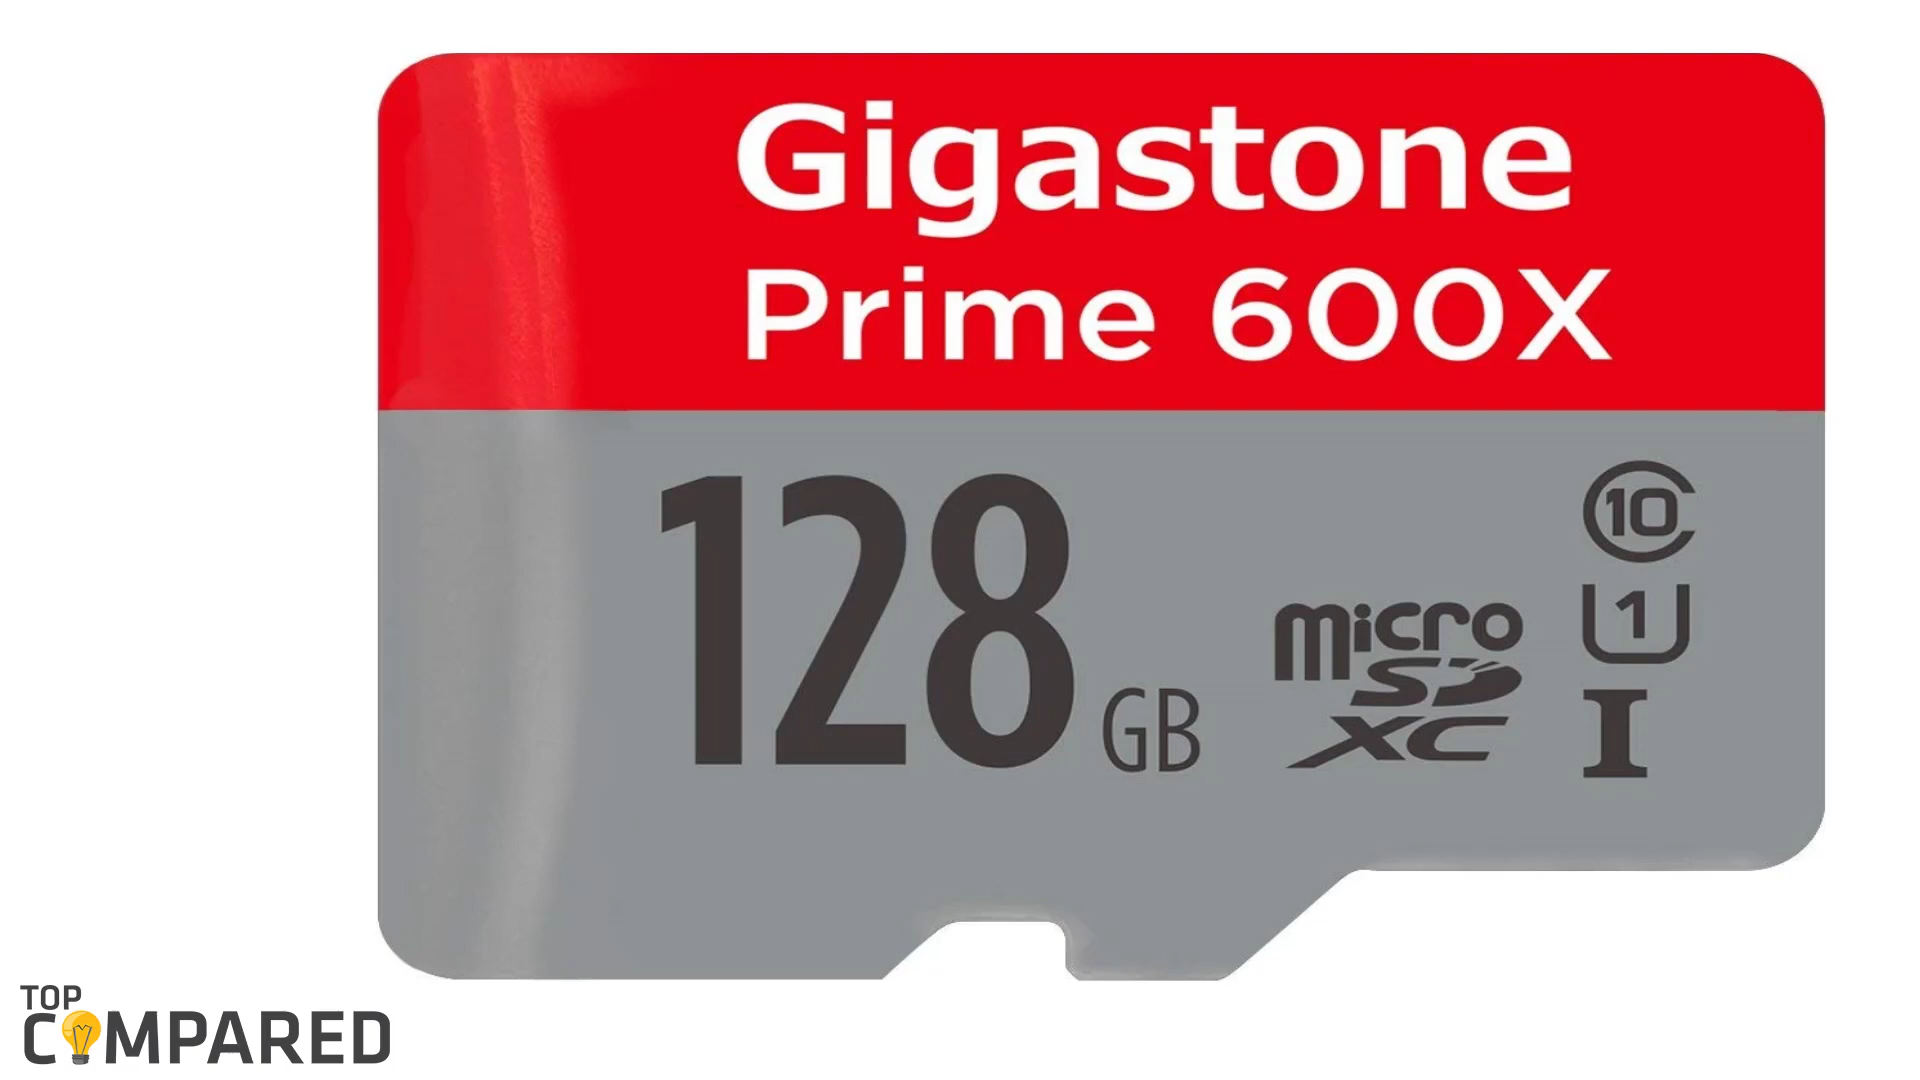 Gigastone
Prime 600X
128 GB
micro
SD
XC
10
1
I
TOP
COMPARED